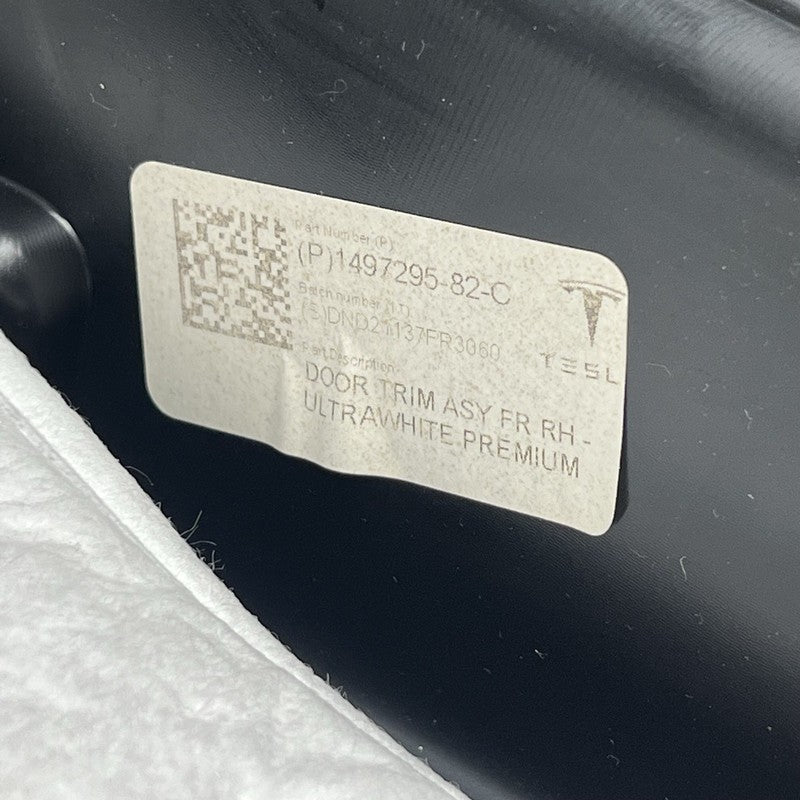 Part Number (P)
(P)1497295-82-C
Batch number (1T)
(S)DND21137FR3060
Part Description
DOOR TRIM ASY FR RH -
ULTRAWHITE PREMIUM
TESL